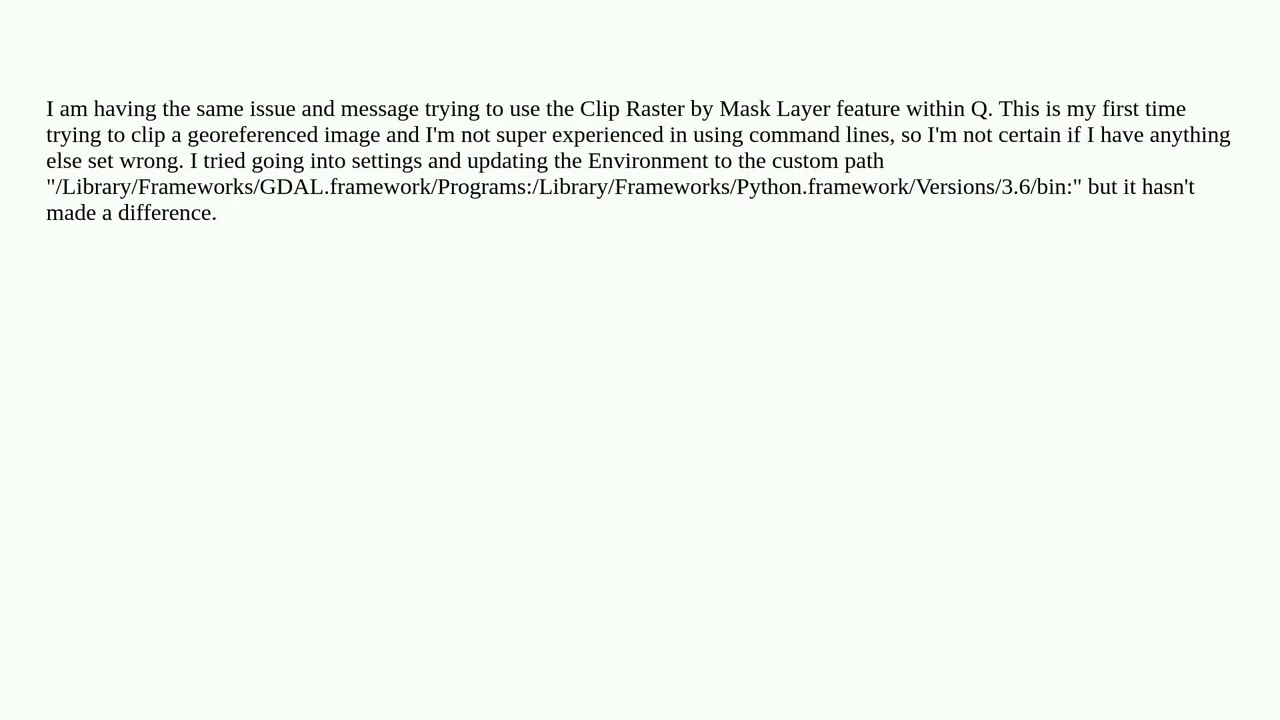 I am having the same issue and message trying to use the Clip Raster by Mask Layer feature within Q. This is my first time
trying to clip a georeferenced image and I'm not super experienced in using command lines, so I'm not certain if I have anything
else set wrong. I tried going into settings and updating the Environment to the custom path
"/Library/Frameworks/GDAL.framework/Programs:/Library/Frameworks/Python.framework/Versions/3.6/bin:" but it hasn't
made a difference.